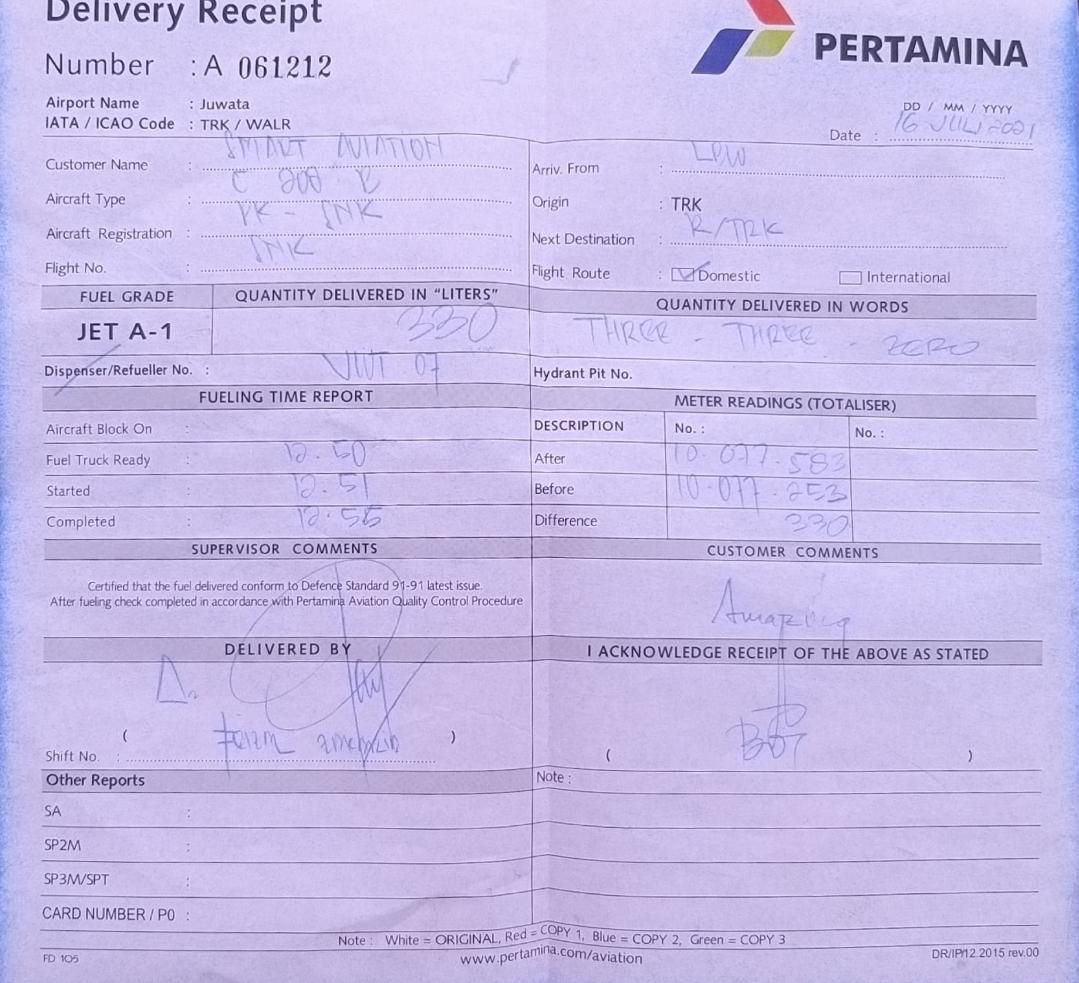 Delivery Receipt
PERTAMINA
Number : A 061212
Airport Name : Juwata
IATA / ICAO Code : TRK / WALR
DD / MM / YYYY
Date : 16 JULI 2021
Customer Name : SMART AVIATION
Arriv. From :
Aircraft Type : C 208 B
Origin : TRK
Aircraft Registration : PK - SNK
Next Destination : R/TRK
Flight No. : SNK
Flight Route : Domestic International
FUEL GRADE QUANTITY DELIVERED IN "LITERS" QUANTITY DELIVERED IN WORDS
JET A-1 330 THREE - THREE - ZERO
Dispenser/Refueller No. : 07
Hydrant Pit No.
FUELING TIME REPORT METER READINGS (TOTALISER)
Aircraft Block On :
DESCRIPTION No. : No. :
Fuel Truck Ready : 12.50
After 10.077.583
Started : 12.51
Before 10.077.253
Completed : 12.55
Difference 330
SUPERVISOR COMMENTS CUSTOMER COMMENTS
Certified that the fuel delivered conform to Defence Standard 91-91 latest issue.
After fueling check completed in accordance with Pertamina Aviation Quality Control Procedure
Amazing
DELIVERED BY I ACKNOWLEDGE RECEIPT OF THE ABOVE AS STATED
( )
Shift No. :
( )
Other Reports Note :
SA :
SP2M :
SP3M/SPT :
CARD NUMBER / PO :
Note : White = ORIGINAL, Red = COPY 1, Blue = COPY 2, Green = COPY 3
FD 105 www.pertamina.com/aviation DR/IP/12.2015 rev.00